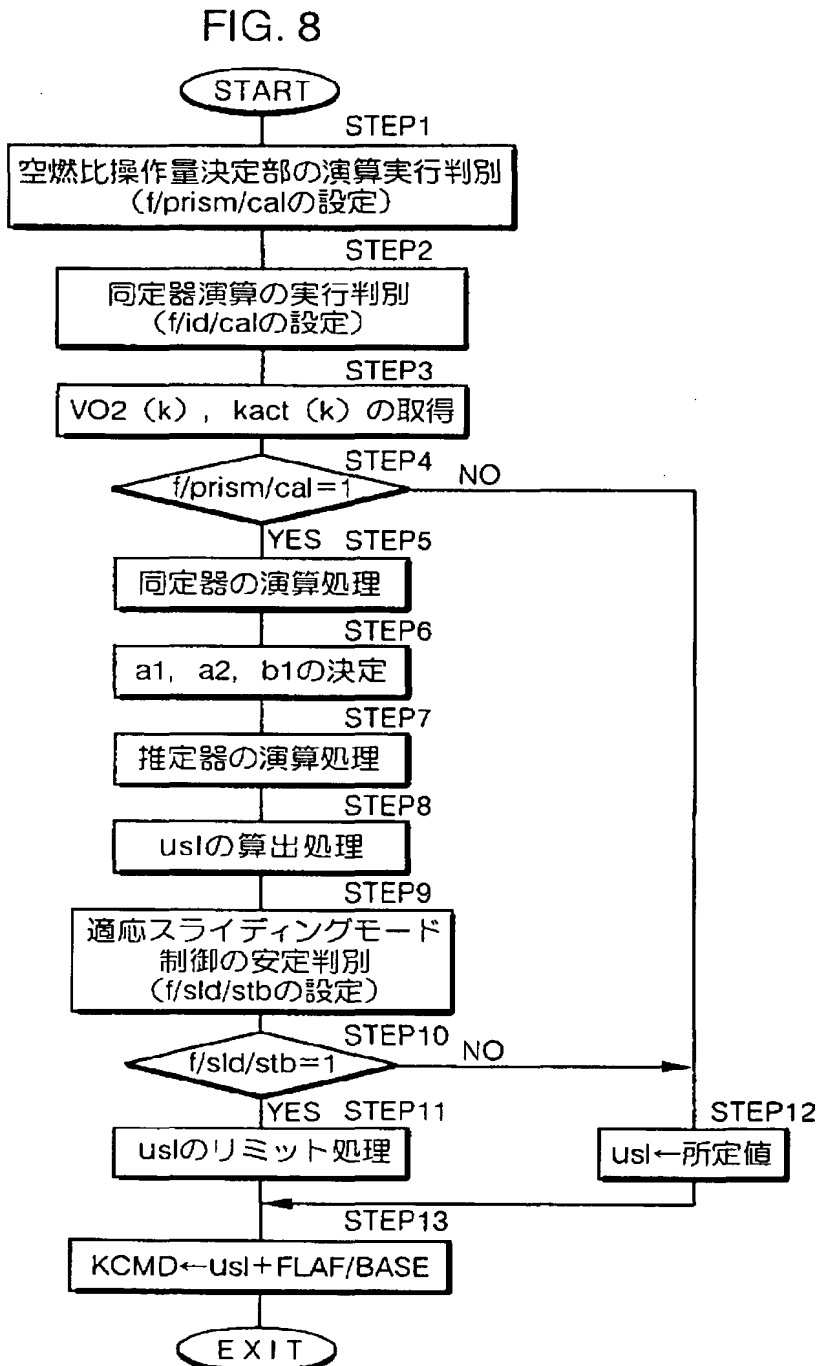 FIG. 8
START
STEP1
空燃比操作量決定部の演算実行判別
(f/prism/calの設定)
STEP2
同定器演算の実行判別
(f/id/calの設定)
STEP3
VO2 (k) , kact (k) の取得
STEP4
f/prism/cal=1
NO
YES
STEP5
同定器の演算処理
STEP6
a1, a2, b1の決定
STEP7
推定器の演算処理
STEP8
uslの算出処理
STEP9
適応スライディングモード
制御の安定判別
(f/sld/stbの設定)
STEP10
f/sld/stb=1
NO
YES
STEP11
uslのリミット処理
STEP12
usl←所定値
STEP13
KCMD←usl+FLAF/BASE
EXIT